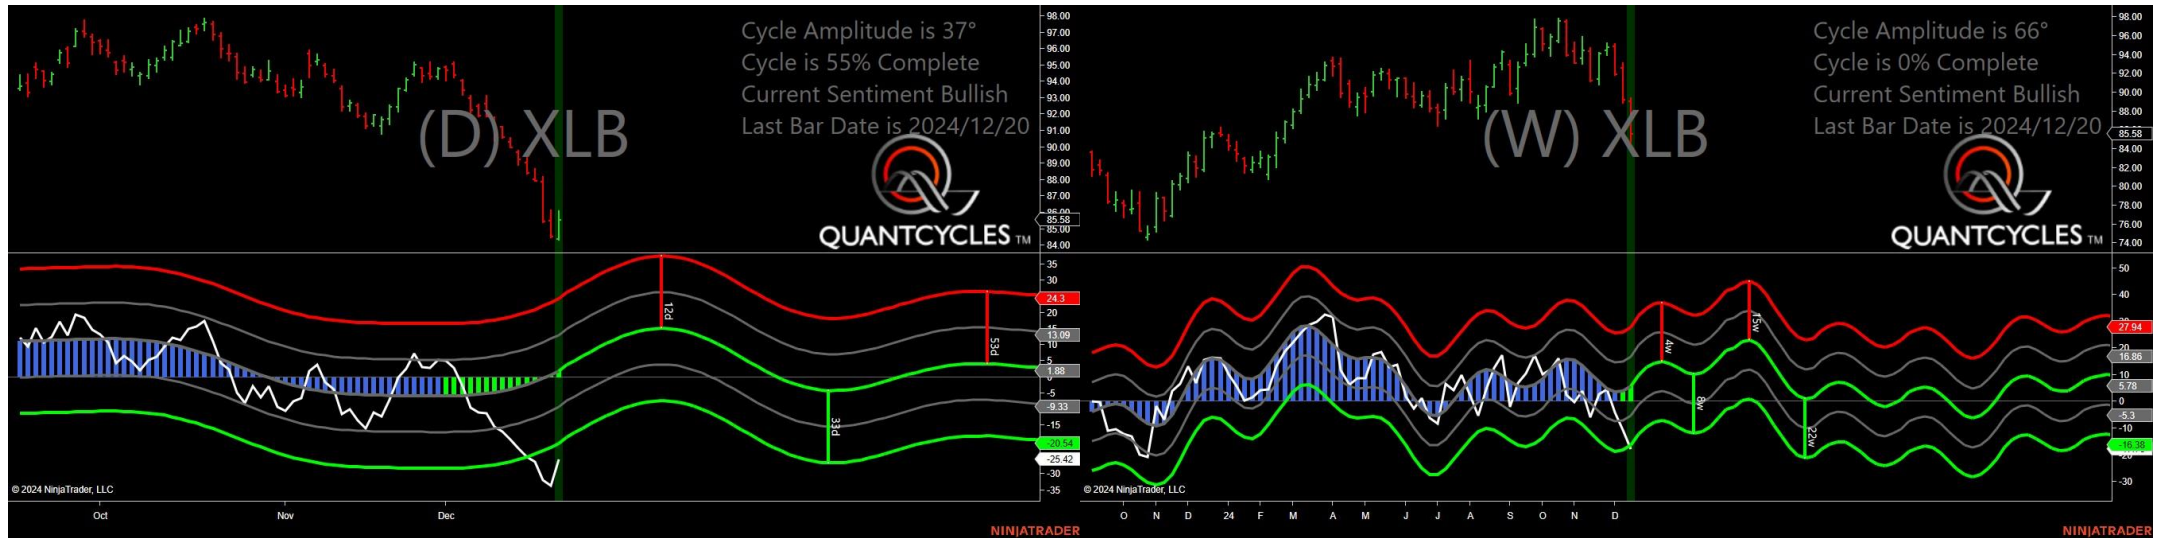 Cycle Amplitude is 37°
Cycle is 55% Complete
Current Sentiment Bullish
Last Bar Date is 2024/12/20
(D) XLB
QUANTCYCLES TM
98.00
97.00
96.00
95.00
94.00
93.00
92.00
91.00
90.00
89.00
88.00
87.00
86.00
85.58
85.00
84.00
35
30
24.3
20
15
13.09
10
5
1.88
0
-5
-9.33
-15
-20.54
-25.42
-30
-35
12d
33d
53d
© 2024 NinjaTrader, LLC
Oct Nov Dec
NINJATRADER
Cycle Amplitude is 66°
Cycle is 0% Complete
Current Sentiment Bullish
Last Bar Date is 2024/12/20
(W) XLB
QUANTCYCLES TM
98.00
96.00
94.00
92.00
90.00
88.00
85.58
84.00
82.00
80.00
78.00
76.00
74.00
50
40
27.94
20
16.86
10
5.78
0
-5.3
-10
-16.38
-30
4w
8w
15w
22w
© 2024 NinjaTrader, LLC
O N D 24 F M A M J J A S O N D
NINJATRADER